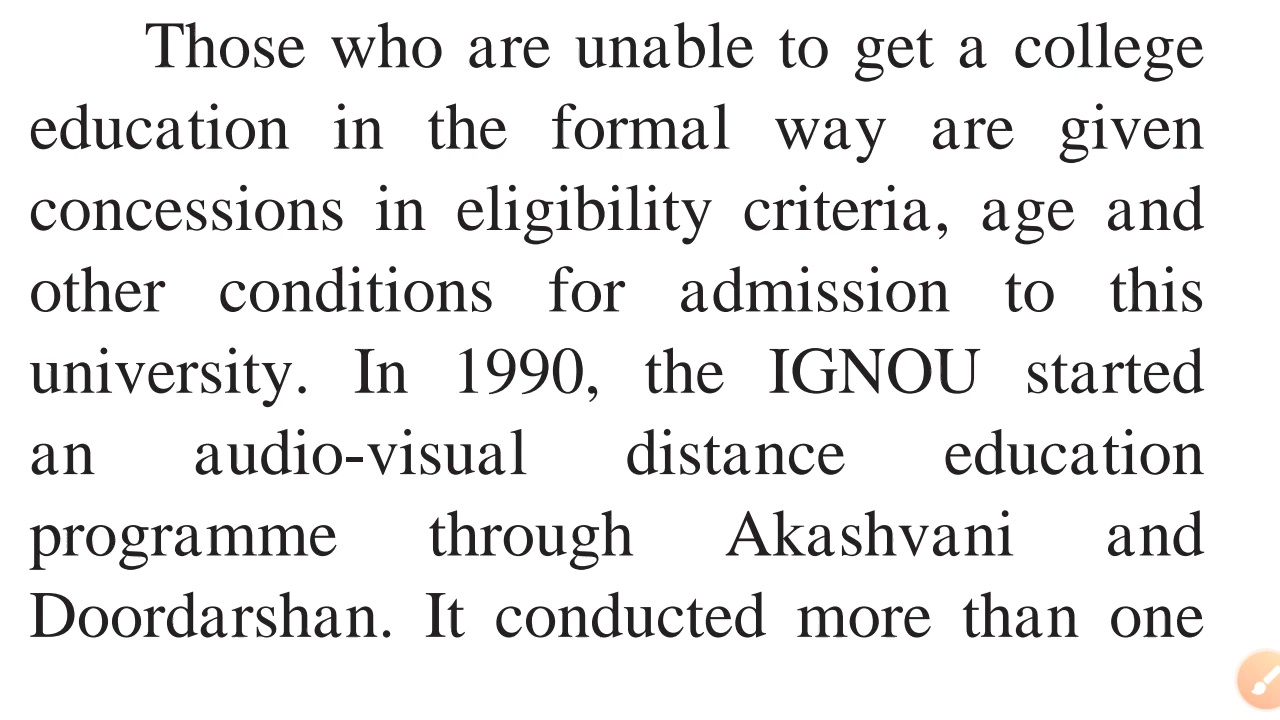 Those who are unable to get a college
education in the formal way are given
concessions in eligibility criteria, age and
other conditions for admission to this
university. In 1990, the IGNOU started
an audio-visual distance education
programme through Akashvani and
Doordarshan. It conducted more than one